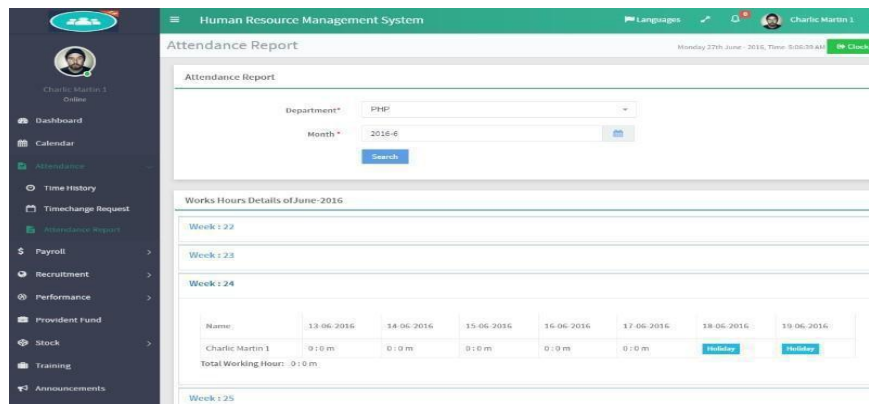 Human Resource Management System
Languages
Charlie Martin 1
Attendance Report
Monday 27th June - 2016, Time: 5:06:39 AM
Clock
Charlie Martin 1
Online
Dashboard
Calendar
Attendance
Time History
Timechange Request
Attendance Report
Payroll
Recruitment
Performance
Provident Fund
Stock
Training
Announcements
Attendance Report
Department*
PHP
Month *
2016-6
Search
Works Hours Details of June-2016
Week : 22
Week : 23
Week : 24
Name 13-06-2016 14-06-2016 15-06-2016 16-06-2016 17-06-2016 18-06-2016 19-06-2016
Charlie Martin 1 0 : 0 m 0 : 0 m 0 : 0 m 0 : 0 m 0 : 0 m Holiday Holiday
Total Working Hour: 0 : 0 m
Week : 25